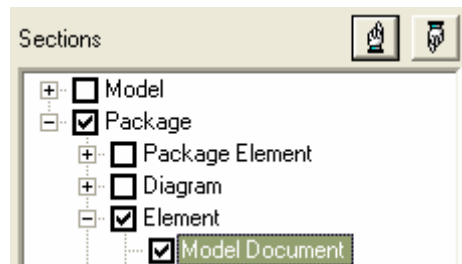 Sections
Model
Package
Package Element
Diagram
Element
Model Document